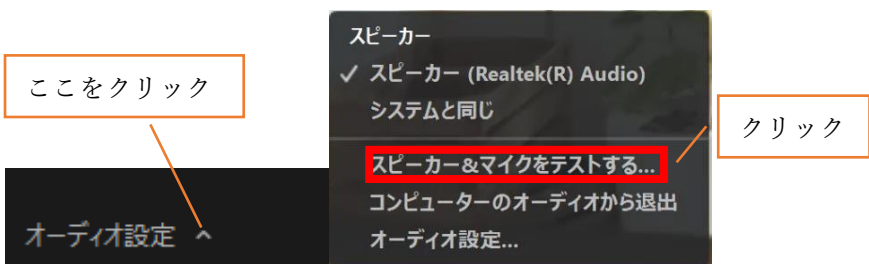 ここをクリック
オーディオ設定 ^
スピーカー
✓ スピーカー (Realtek(R) Audio)
システムと同じ
スピーカー&マイクをテストする...
コンピューターのオーディオから退出
オーディオ設定...
クリック